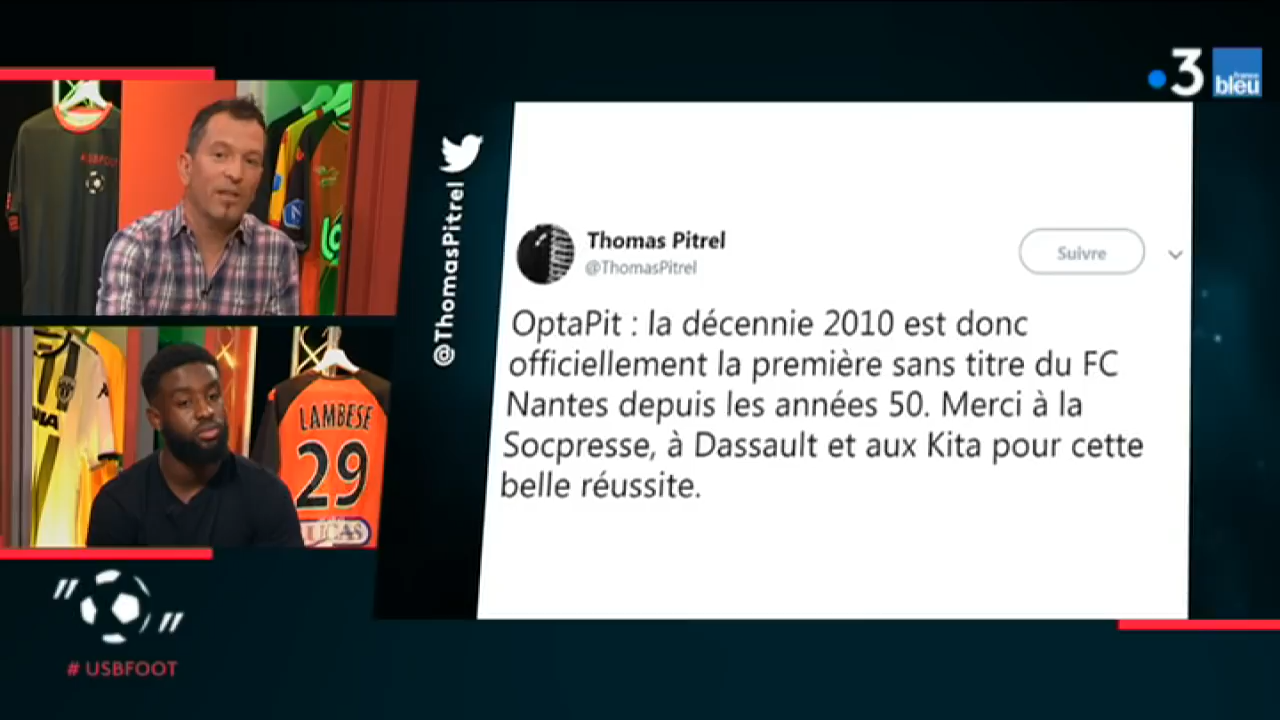 3
france
bleu
#USBFOOT
@ThomasPitrel
Thomas Pitrel
@ThomasPitrel
Suivre
OptaPit : la décennie 2010 est donc
officiellement la première sans titre du FC
Nantes depuis les années 50. Merci à la
Socpresse, à Dassault et aux Kita pour cette
belle réussite.
LAMBESE
29
# USBFOOT